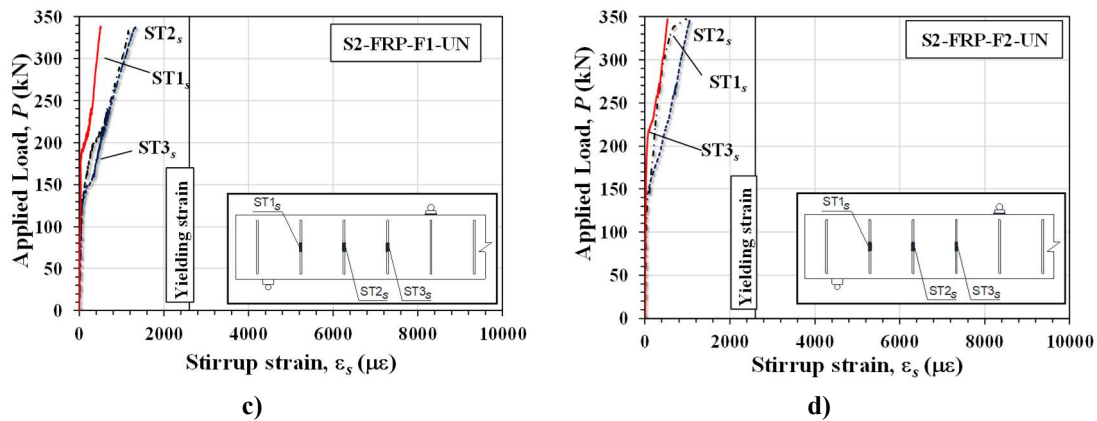 S2-FRP-F1-UN
Applied Load, P (kN)
350
300
250
200
150
100
50
0
ST2s
ST1s
ST3s
Yielding strain
ST1s
ST2s
ST3s
0
2000
4000
6000
8000
10000
Stirrup strain, εs (με)
c)
S2-FRP-F2-UN
Applied Load, P (kN)
350
300
250
200
150
100
50
0
ST2s
ST1s
ST3s
Yielding strain
ST1s
ST2s
ST3s
0
2000
4000
6000
8000
10000
Stirrup strain, εs (με)
d)